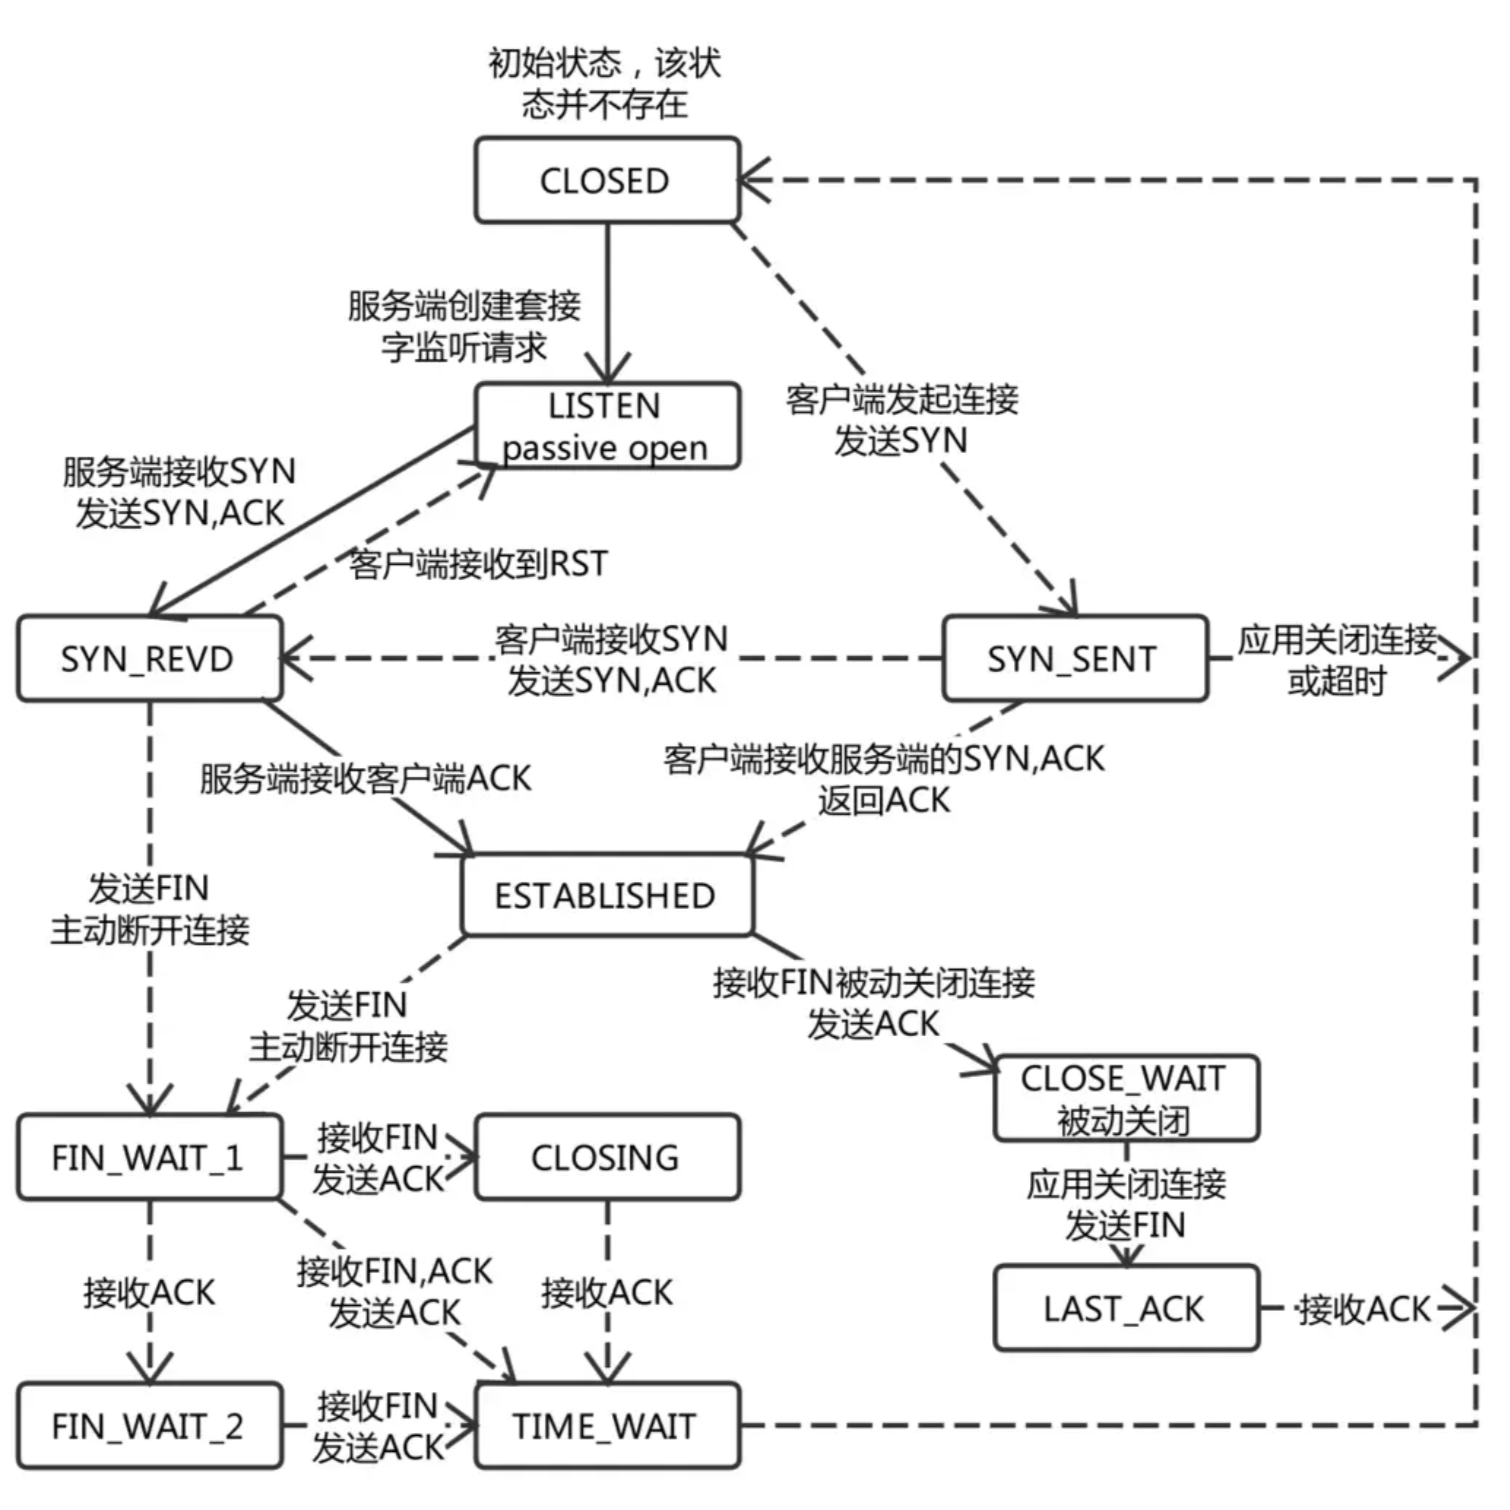 初始状态，该状
态并不存在
CLOSED
服务端创建套接
字监听请求
LISTEN
passive open
客户端发起连接
发送SYN
服务端接收SYN
发送SYN,ACK
客户端接收到RST
SYN_REVD
客户端接收SYN
发送SYN,ACK
SYN_SENT
应用关闭连接
或超时
服务端接收客户端ACK
客户端接收服务端的SYN,ACK
返回ACK
发送FIN
主动断开连接
ESTABLISHED
发送FIN
主动断开连接
接收FIN被动关闭连接
发送ACK
CLOSE_WAIT
被动关闭
FIN_WAIT_1
接收FIN
发送ACK
CLOSING
应用关闭连接
发送FIN
接收ACK
接收FIN,ACK
发送ACK
接收ACK
LAST_ACK
接收ACK
FIN_WAIT_2
接收FIN
发送ACK
TIME_WAIT